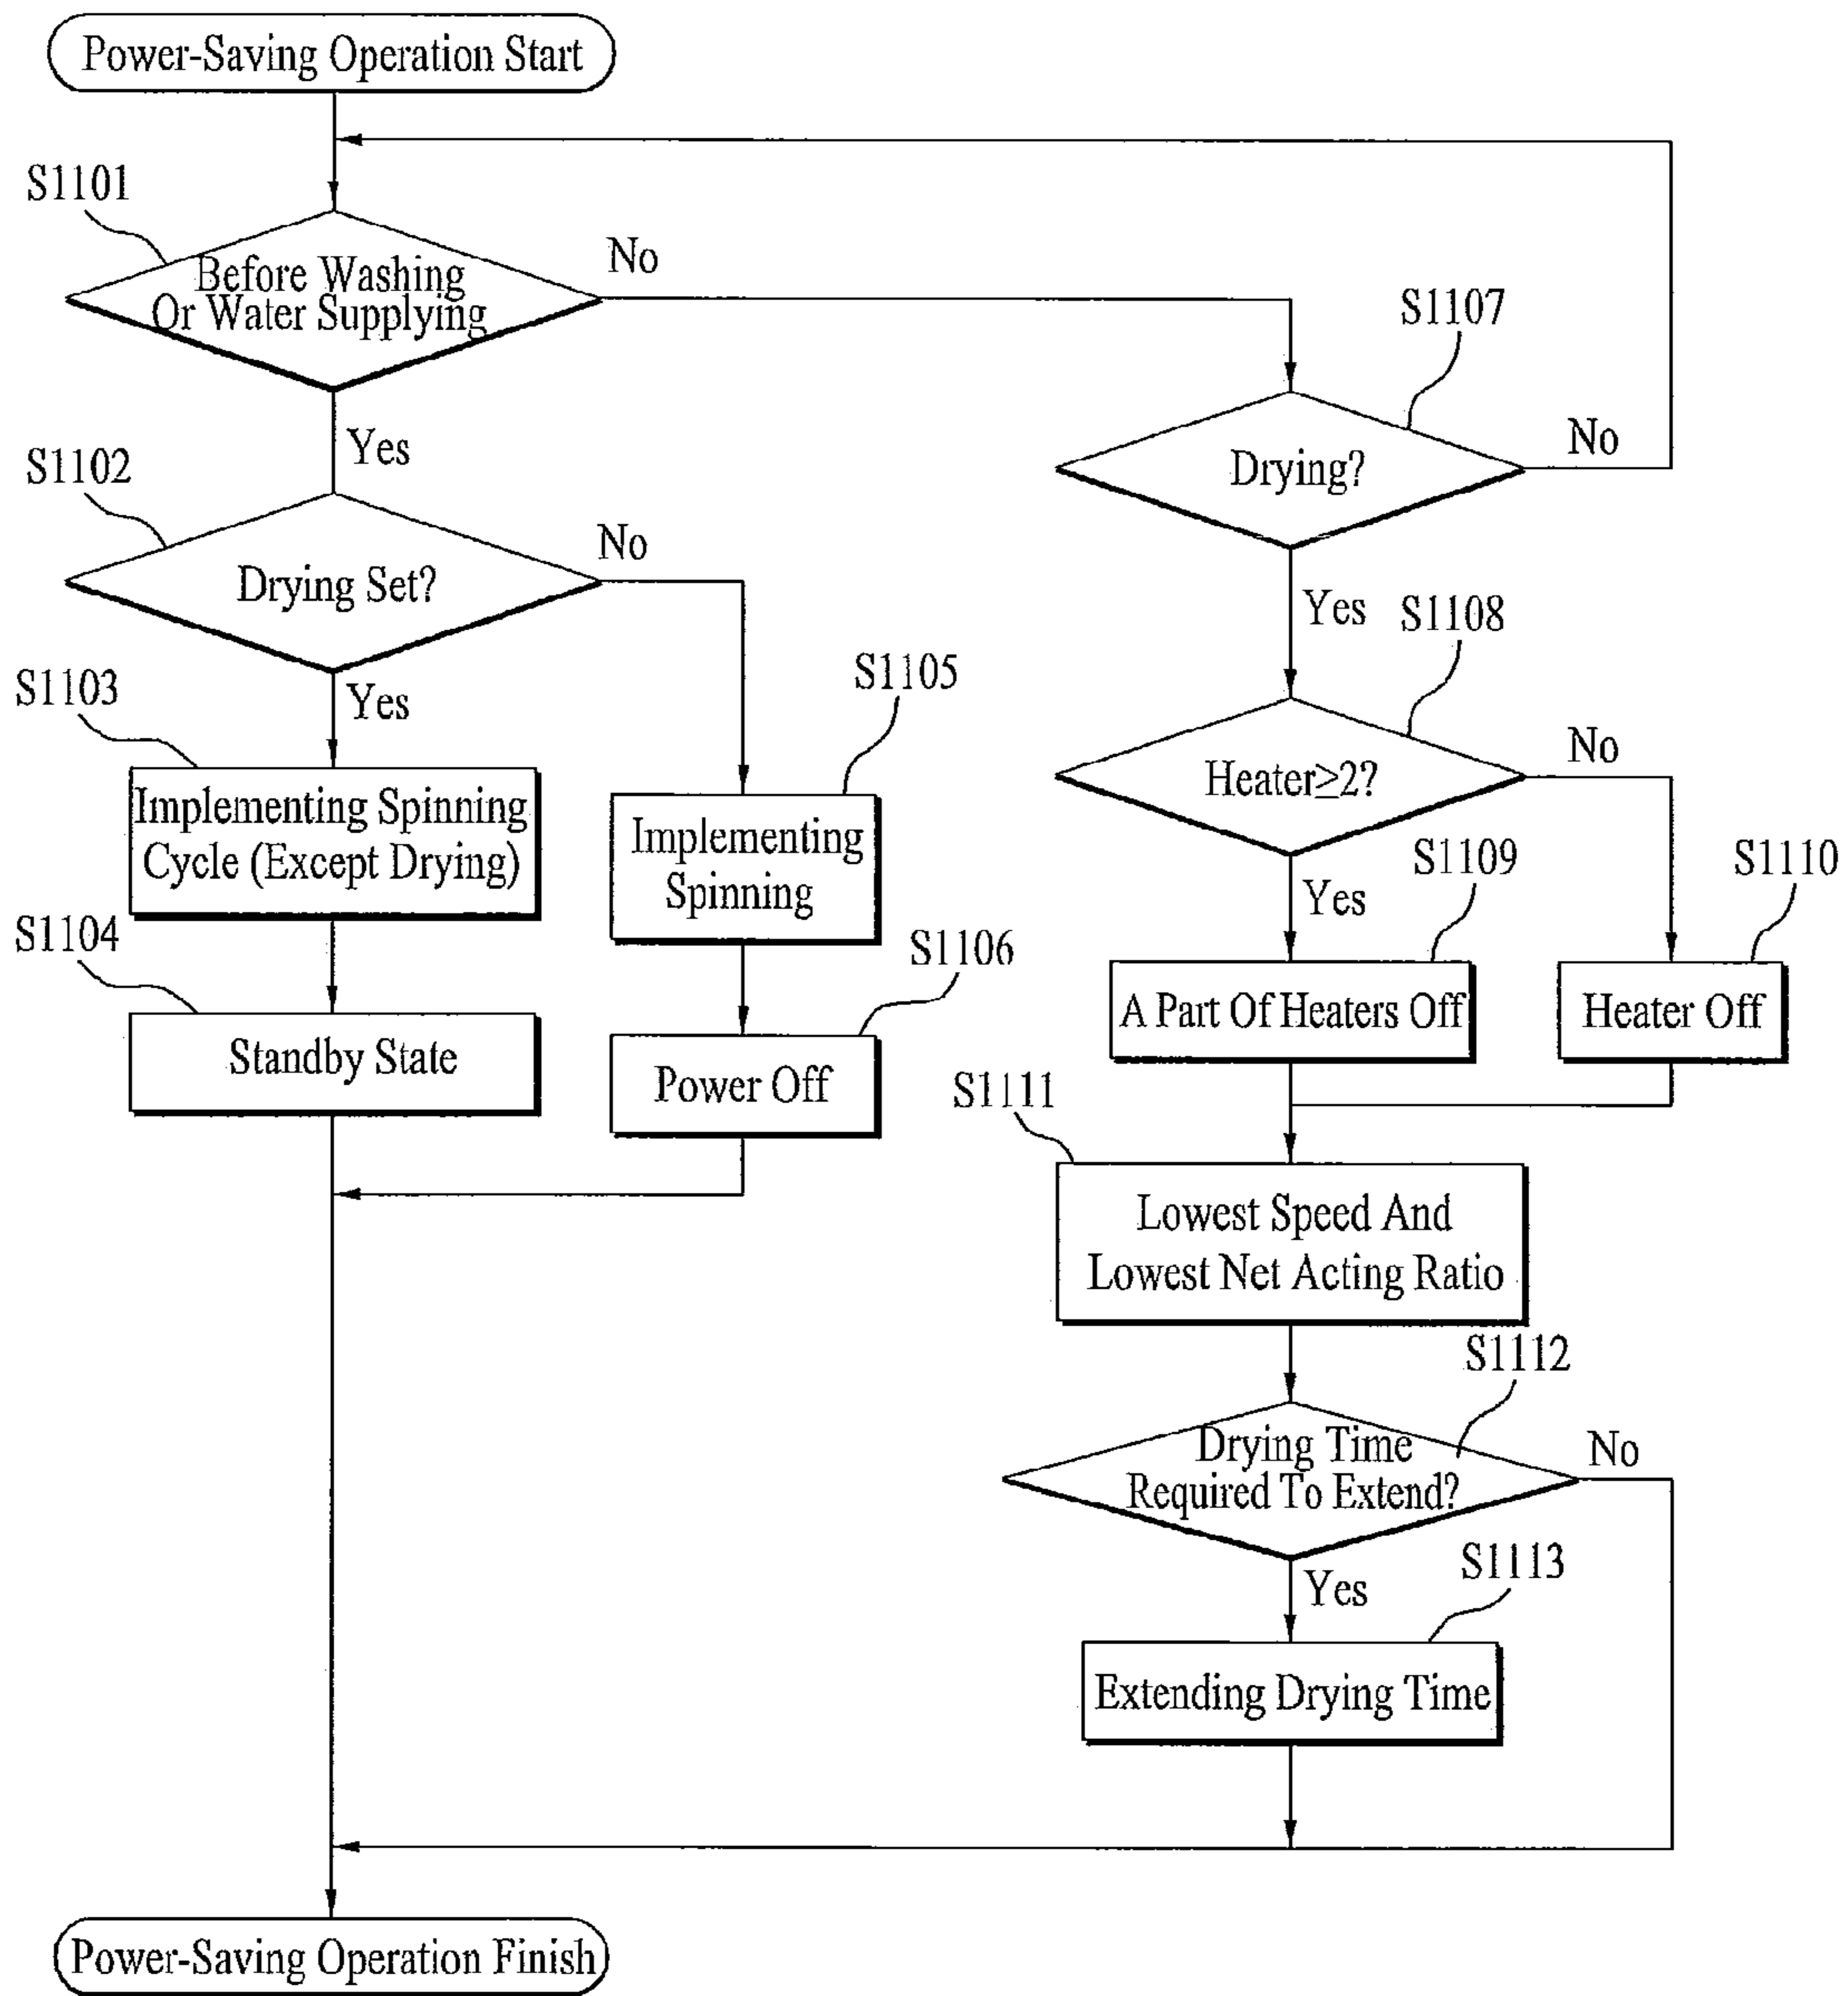 Power-Saving Operation Start
S1101
Before Washing
Or Water Supplying
No
Yes
S1102
Drying Set?
No
Yes
S1103
Implementing Spinning
Cycle (Except Drying)
S1104
Standby State
S1105
Implementing
Spinning
S1106
Power Off
S1107
Drying?
No
Yes
S1108
Heater≥2?
No
Yes
S1109
A Part Of Heaters Off
S1110
Heater Off
S1111
Lowest Speed And
Lowest Net Acting Ratio
S1112
Drying Time
Required To Extend?
No
Yes
S1113
Extending Drying Time
Power-Saving Operation Finish